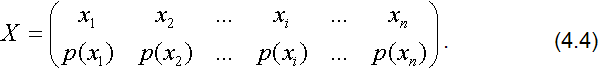 X = ( x₁ x₂ ... xᵢ ... xₙ
p(x₁) p(x₂) ... p(xᵢ) ... p(xₙ) ) . (4.4)